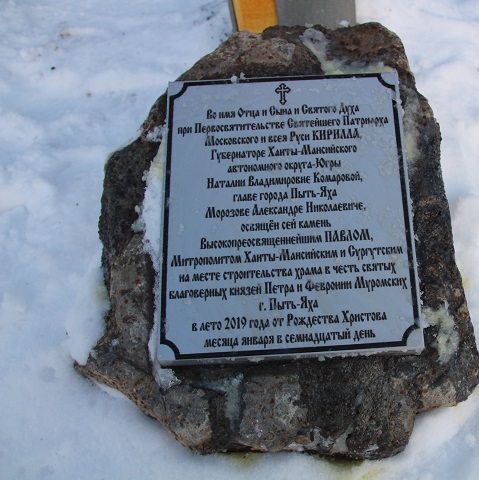 Во имя Отца и Сына и Святого Духа
при Первосвятительстве Святейшего Патриарха
Московского и всея Руси КИРИЛЛА,
Губернаторе Ханты-Мансийского
автономного округа-Югры
Наталии Владимировне Комаровой,
главе города Пыть-Яха
Морозове Александре Николаевиче,
освящён сей камень
Высокопреосвященнейшим ПАВЛОМ,
Митрополитом Ханты-Мансийским и Сургутским
на месте строительства храма в честь святых
благоверных князей Петра и Февронии Муромских
г. Пыть-Яха
в лето 2019 года от Рождества Христова
месяца января в семнадцатый день